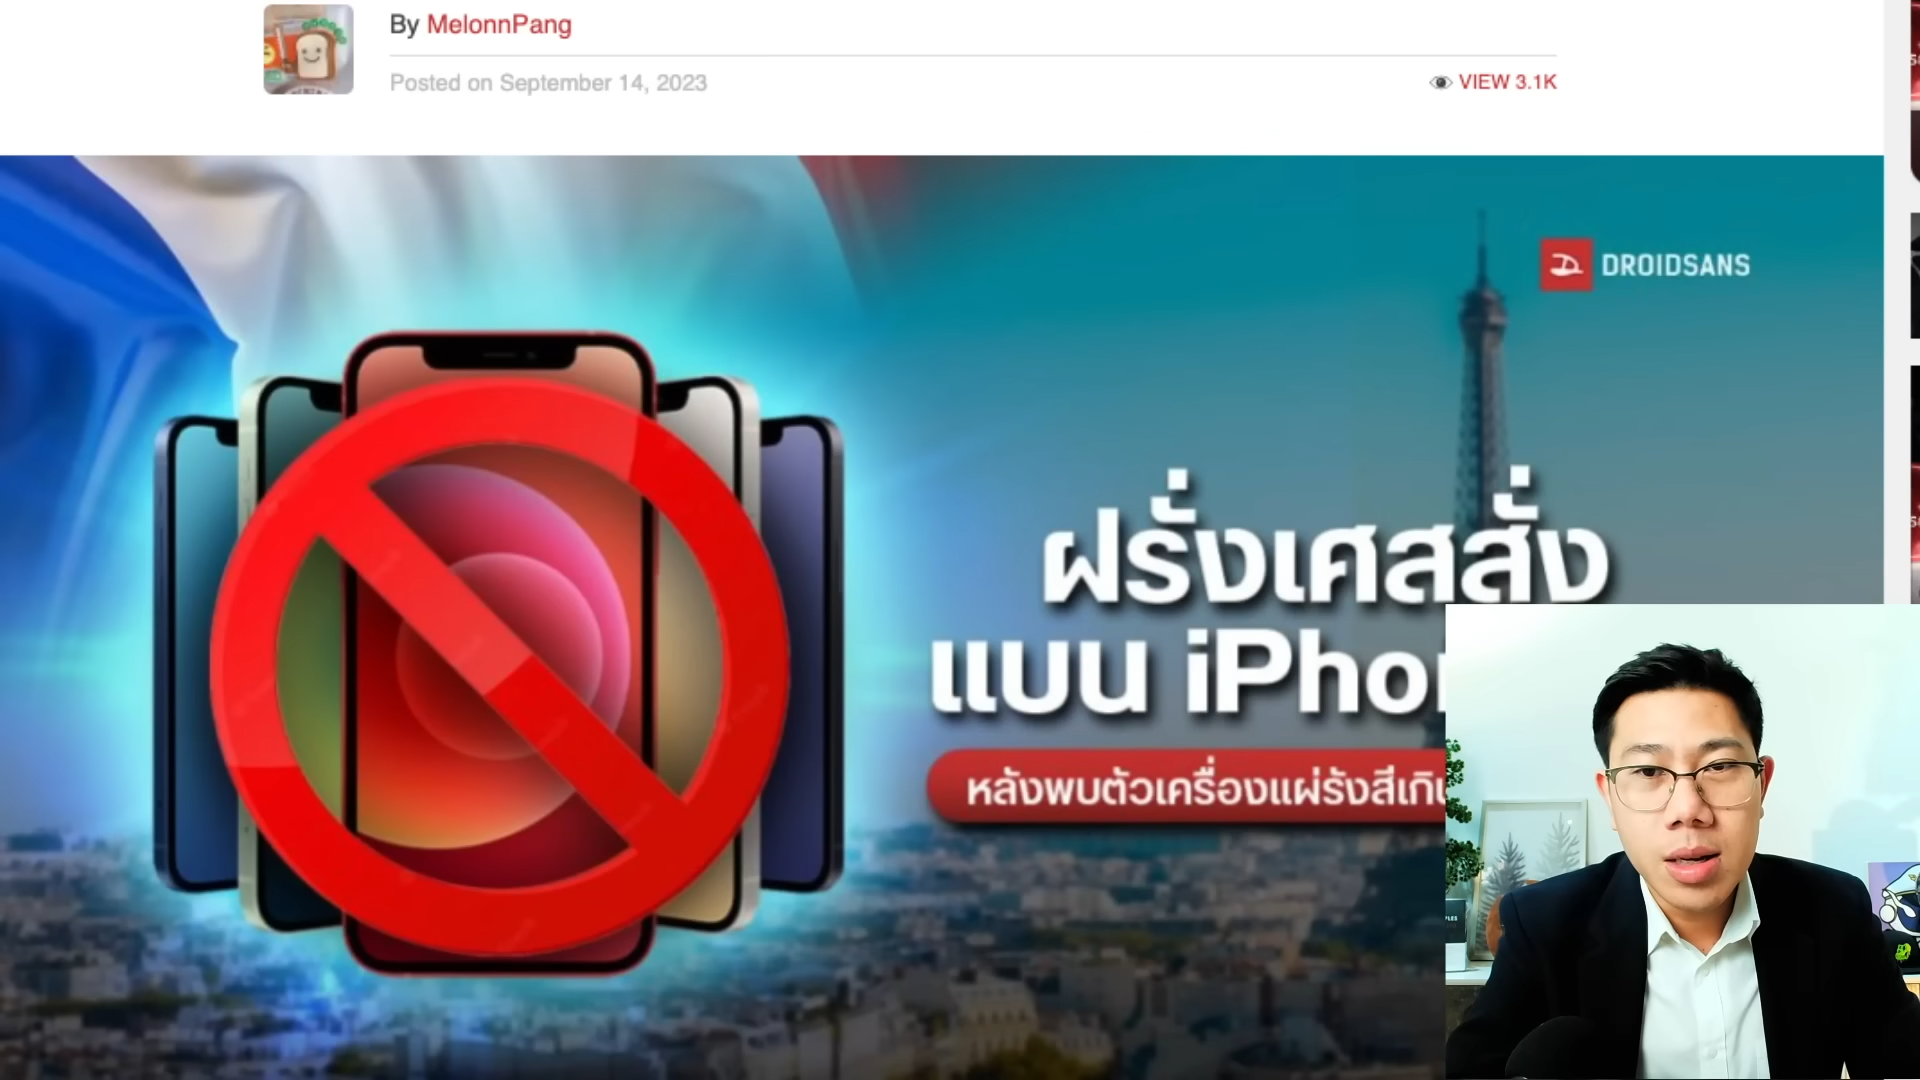 By MelonnPang
Posted on September 14, 2023
VIEW 3.1K
DROIDSANS
ฝรั่งเศสสั่ง
แบน iPho
หลังพบตัวเครื่องแผ่รังสีเกิ